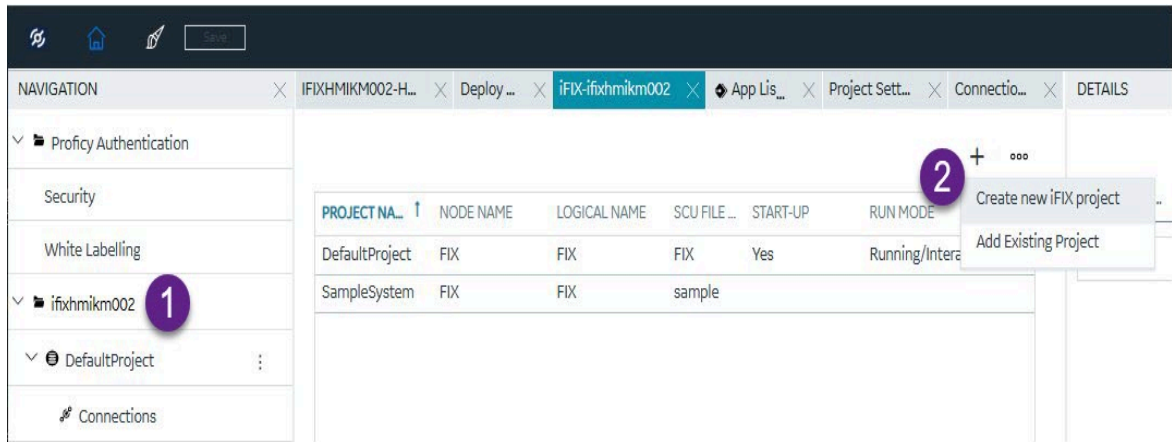 Save
NAVIGATION
IFIXHMIKM002-H...
Deploy ...
iFIX-ifixhmikm002
App Lis...
Project Sett...
Connectio...
DETAILS
Proficy Authentication
Security
White Labelling
1
ifixhmikm002
DefaultProject
Connections
2
Create new iFIX project
Add Existing Project
PROJECT NA... NODE NAME LOGICAL NAME SCU FILE ... START-UP RUN MODE
DefaultProject FIX FIX FIX Yes Running/Intera
SampleSystem FIX FIX sample